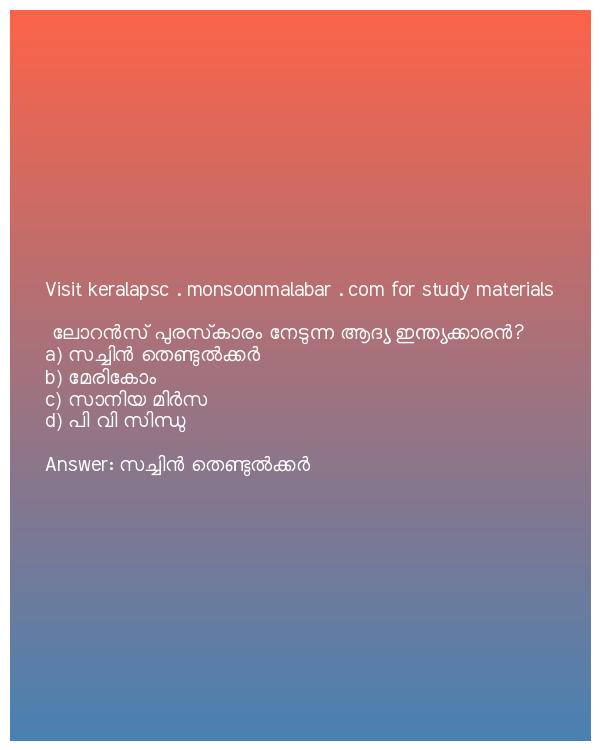 Visit keralapsc . monsoonmalabar . com for study materials
ലോറൻസ് പുരസ്‌കാരം നേടുന്ന ആദ്യ ഇന്ത്യക്കാരൻ?
a) സച്ചിൻ തെണ്ടുൽക്കർ
b) മേരികോം
c) സാനിയ മിർസ
d) പി വി സിന്ധു
Answer: സച്ചിൻ തെണ്ടുൽക്കർ